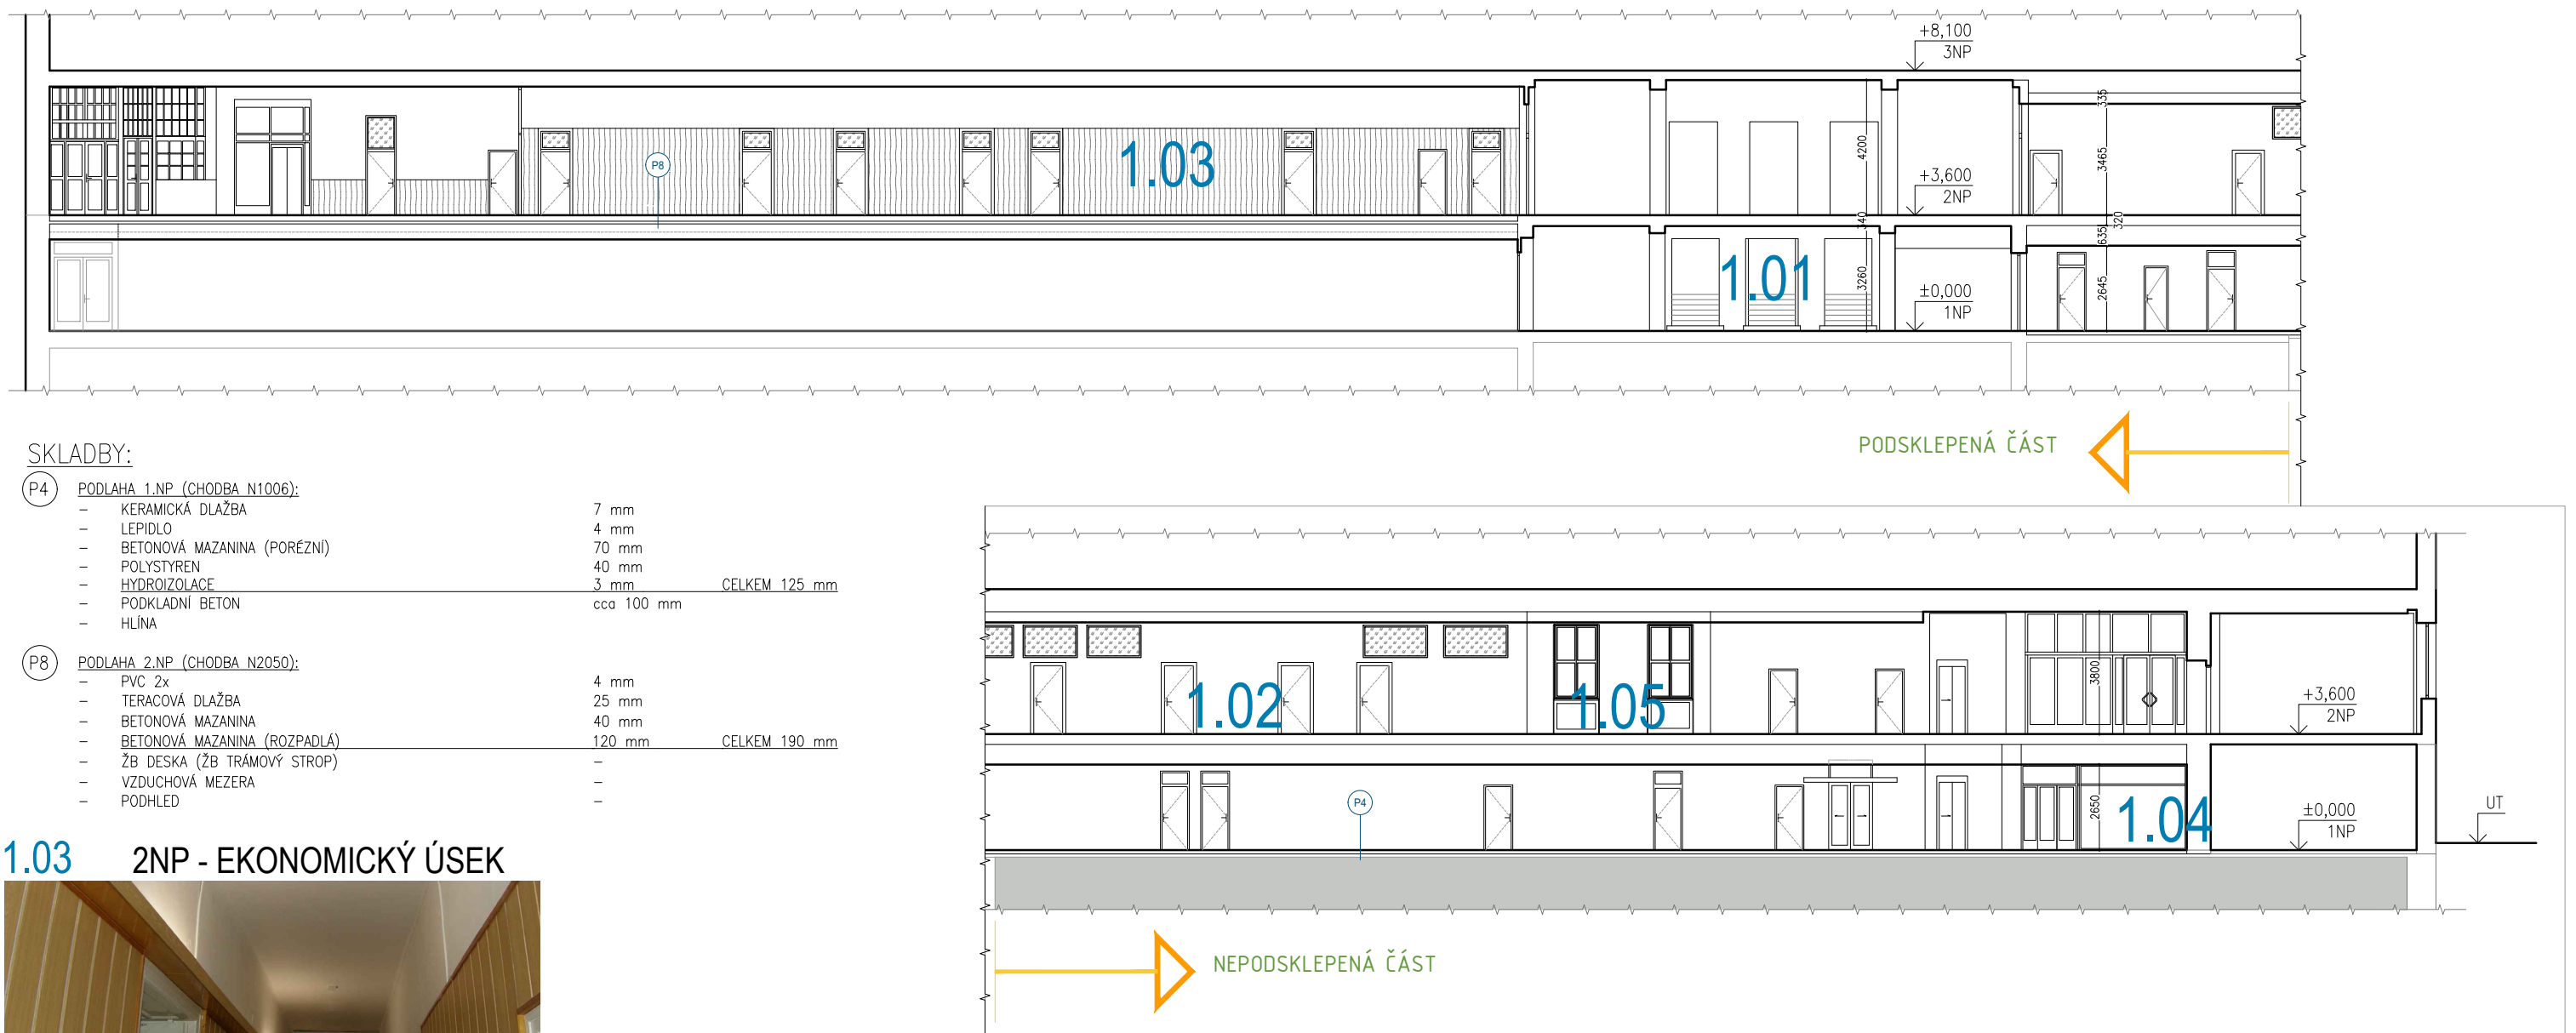 +8,100
3NP
335
4200
3465
1.03
P8
+3,600
2NP
340
320
635
3260
2645
1.01
±0,000
1NP
PODSKLEPENÁ ČÁST
SKLADBY:
P4 PODLAHA 1.NP (CHODBA N1006):
– KERAMICKÁ DLAŽBA 7 mm
– LEPIDLO 4 mm
– BETONOVÁ MAZANINA (PORÉZNÍ) 70 mm
– POLYSTYREN 40 mm
– HYDROIZOLACE 3 mm CELKEM 125 mm
– PODKLADNÍ BETON cca 100 mm
– HLÍNA
P8 PODLAHA 2.NP (CHODBA N2050):
– PVC 2x 4 mm
– TERACOVÁ DLAŽBA 25 mm
– BETONOVÁ MAZANINA 40 mm
– BETONOVÁ MAZANINA (ROZPADLÁ) 120 mm CELKEM 190 mm
– ŽB DESKA (ŽB TRÁMOVÝ STROP) –
– VZDUCHOVÁ MEZERA –
– PODHLED –
1.03 2NP - EKONOMICKÝ ÚSEK
1.02
1.05
3800
+3,600
2NP
P4
2650
1.04
±0,000
1NP
UT
NEPODSKLEPENÁ ČÁST